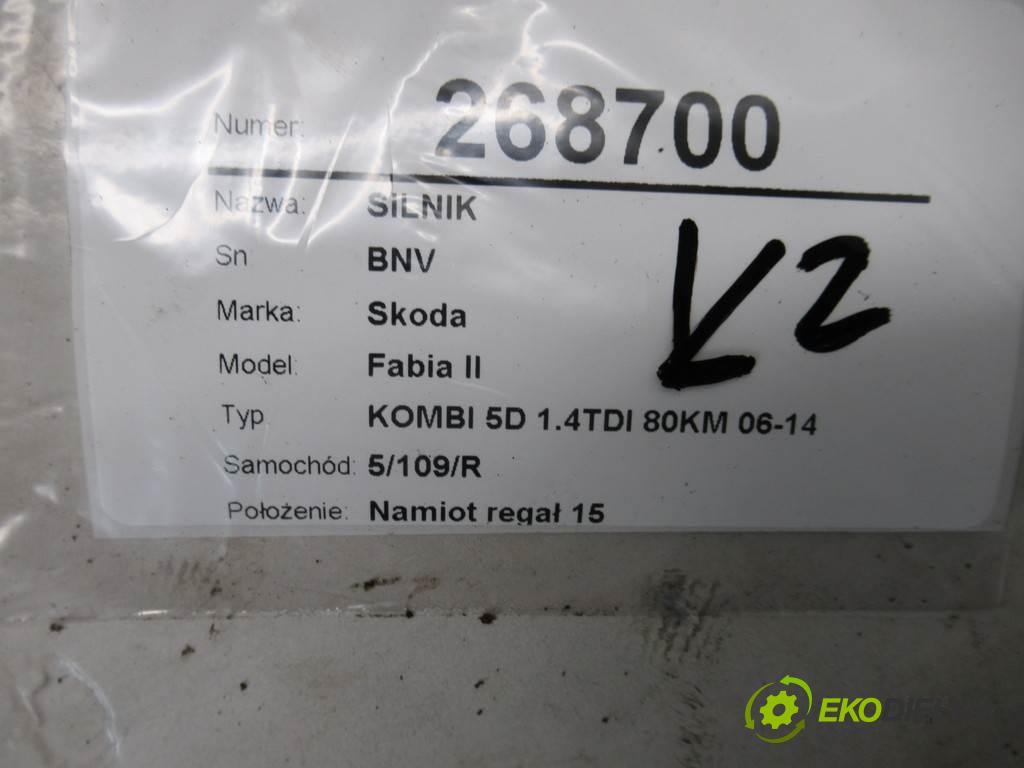 Numer: 268700
Nazwa: SILNIK
Sn BNV
Marka: Skoda
Model: Fabia II
Typ KOMBI 5D 1.4TDI 80KM 06-14
Samochód: 5/109/R
Położenie: Namiot regał 15
K2